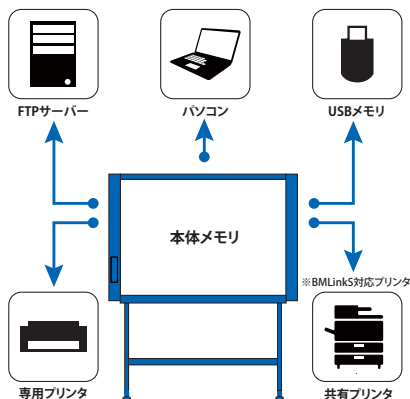 FTPサーバー
パソコン
USBメモリ
本体メモリ
※BMLinkS対応プリンタ
専用プリンタ
共有プリンタ